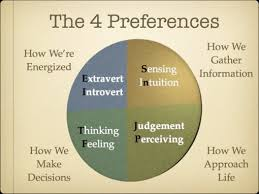 The 4 Preferences
How We're
Energized
How We
Gather
Information
Extravert
Introvert
Sensing
Intuition
Thinking
Feeling
Judgement
Perceiving
How We
Make
Decisions
How We
Approach
Life